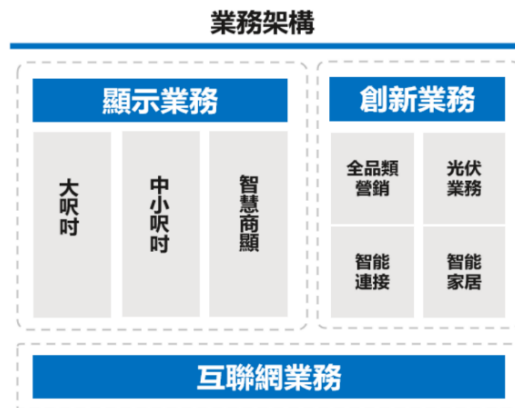 業務架構
顯示業務
大呎吋
中小呎吋
智慧商顯
創新業務
全品類
營銷
光伏
業務
智能
連接
智能
家居
互聯網業務